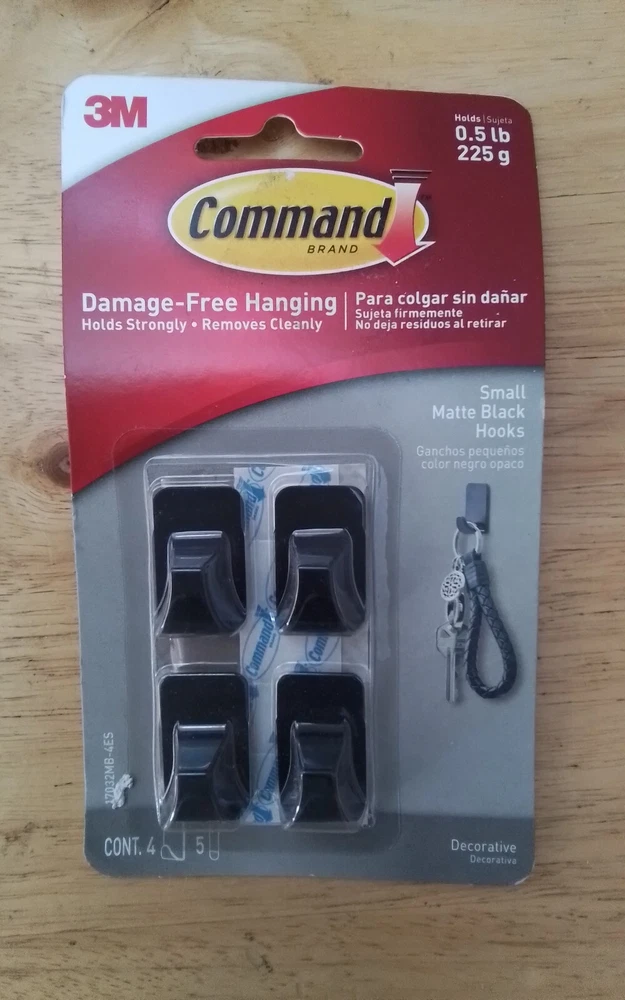 3M
Holds | Sujeta
0.5 lb
225 g
Command™
BRAND
Damage-Free Hanging
Holds Strongly • Removes Cleanly
Para colgar sin dañar
Sujeta firmemente
No deja residuos al retirar
Small
Matte Black
Hooks
Ganchos pequeños
color negro opaco
Command
Command
17032MB-4ES
CONT. 4 5
Decorative
Decorativo